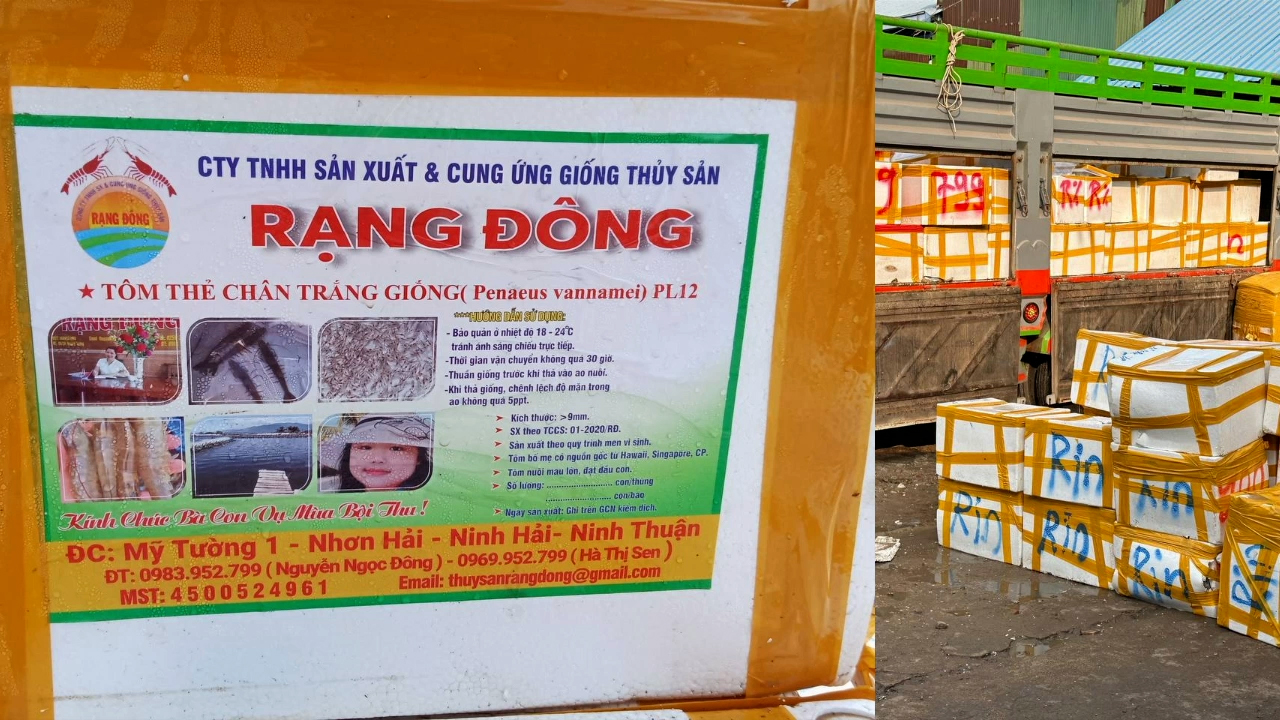 CTY TNHH SẢN XUẤT & CUNG ỨNG GIỐNG THỦY SẢN
RẠNG ĐÔNG
RẠNG ĐÔNG
★ TÔM THẺ CHÂN TRẮNG GIỐNG( Penaeus vannamei) PL12
RẠNG ĐÔNG
***HƯỚNG DẪN SỬ DỤNG:
- Bảo quản ở nhiệt độ 18 - 24°C
tránh ánh sáng chiếu trực tiếp.
-Thời gian vận chuyển không quá 30 giờ.
-Thuần giống trước khi thả vào ao nuôi.
-Khi thả giống, chênh lệch độ mặn trong
ao không quá 5ppt.
➤ Kích thước: >9mm.
➤ SX theo TCCS: 01-2020/RĐ.
➤ Sản xuất theo quy trình men vi sinh.
➤ Tôm bố mẹ có nguồn gốc từ Hawaii, Singapore, CP.
➤ Tôm nuôi mau lớn, đạt đầu con.
➤ Số lượng: ............................ con/thùng
............................ con/bao
➤ Ngày sản xuất: Ghi trên GCN kiểm dịch.
Kính Chúc Bà Con Vụ Mùa Bội Thu !
ĐC: Mỹ Tường 1 - Nhơn Hải - Ninh Hải- Ninh Thuận
ĐT: 0983.952.799 ( Nguyễn Ngọc Đông ) - 0969.952.799 ( Hà Thị Sen )
MST: 4500524961
Email: thuysanrangdong@gmail.com
9
799
Ri Ri
n
R
Rin
Rin
Rin
Rin
Rin